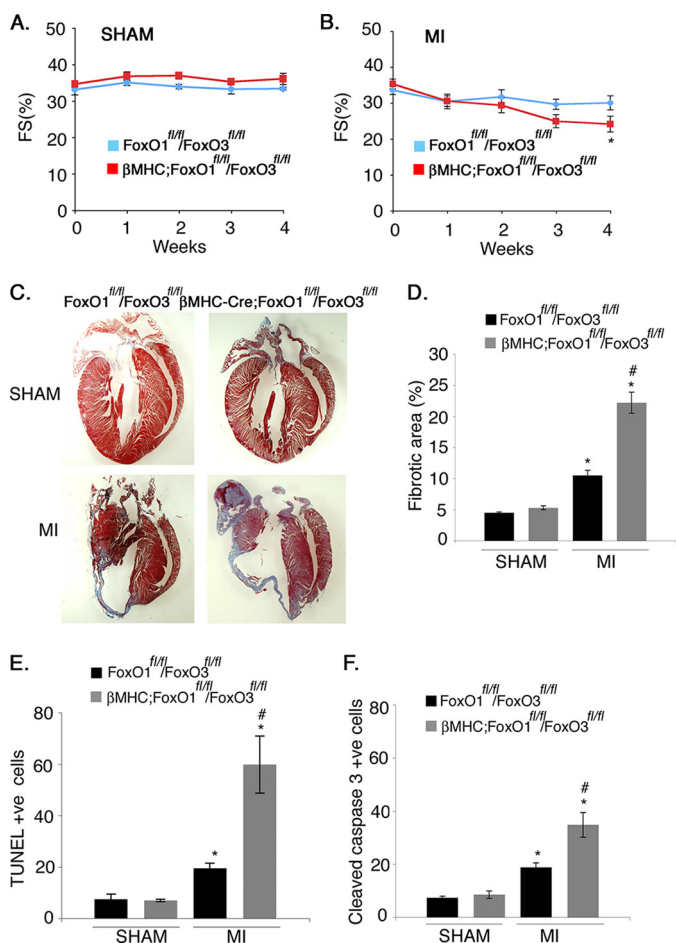 A.
SHAM
FS(%)
50
40
30
20
10
0
FoxO1fl/fl/FoxO3fl/fl
βMHC;FoxO1fl/fl/FoxO3fl/fl
0 1 2 3 4
Weeks
B.
MI
FS(%)
50
40
30
20
10
0
FoxO1fl/fl/FoxO3fl/fl
βMHC;FoxO1fl/fl/FoxO3fl/fl
*
0 1 2 3 4
Weeks
C.
FoxO1fl/fl/FoxO3fl/fl βMHC-Cre;FoxO1fl/fl/FoxO3fl/fl
SHAM
MI
D.
FoxO1fl/fl/FoxO3fl/fl
βMHC;FoxO1fl/fl/FoxO3fl/fl
Fibrotic area (%)
30
25
20
15
10
5
0
*
#
*
SHAM MI
E.
FoxO1fl/fl/FoxO3fl/fl
βMHC;FoxO1fl/fl/FoxO3fl/fl
TUNEL +ve cells
80
60
40
20
0
*
#
*
SHAM MI
F.
FoxO1fl/fl/FoxO3fl/fl
βMHC;FoxO1fl/fl/FoxO3fl/fl
Cleaved caspase 3 +ve cells
80
60
40
20
0
*
#
*
SHAM MI